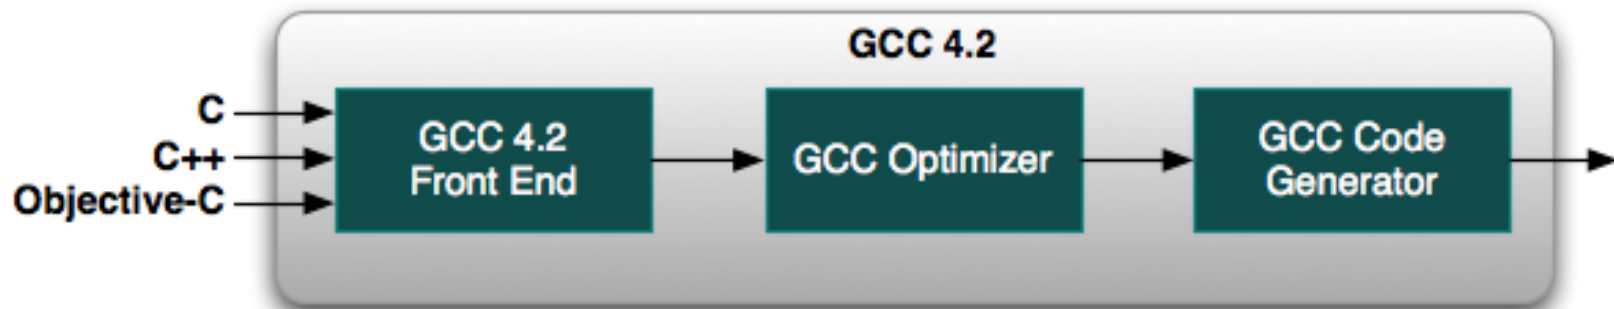 GCC 4.2
C
C++
Objective-C
GCC 4.2
Front End
GCC Optimizer
GCC Code
Generator